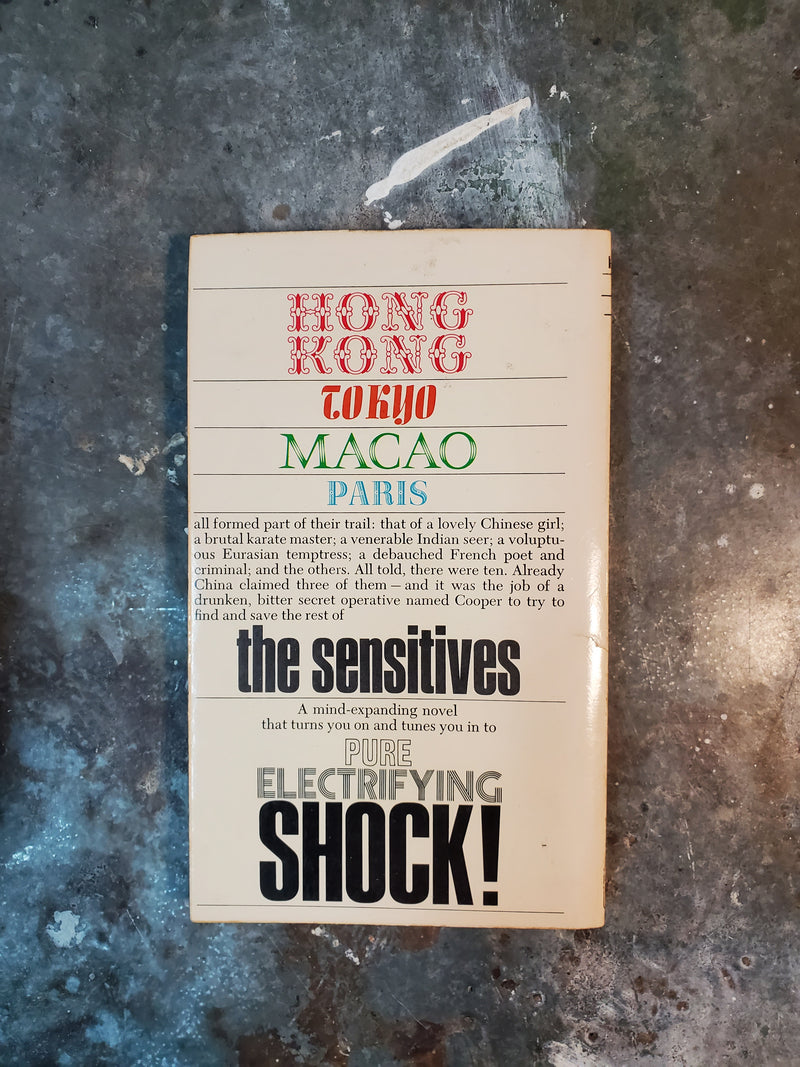 HONG
KONG
TOKYO
MACAO
PARIS
all formed part of their trail: that of a lovely Chinese girl;
a brutal karate master; a venerable Indian seer; a voluptu-
ous Eurasian temptress; a debauched French poet and
criminal; and the others. All told, there were ten. Already
China claimed three of them — and it was the job of a
drunken, bitter secret operative named Cooper to try to
find and save the rest of
the sensitives
A mind-expanding novel
that turns you on and tunes you in to
PURE
ELECTRIFYING
SHOCK!